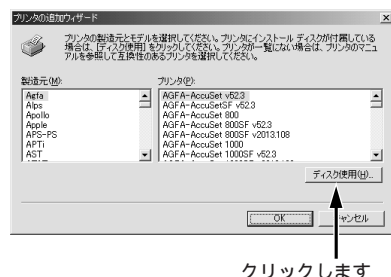 プリンタの追加ウィザード
プリンタの製造元とモデルを選択してください。プリンタにインストール ディスクが付属している
場合は、[ディスク使用] をクリックしてください。プリンタが一覧にない場合は、プリンタのマニュ
アルを参照して互換性のあるプリンタを選択してください。
製造元(M):
プリンタ(P):
Agfa
Alps
Apollo
Apple
APS-PS
APTi
AST
AGFA-AccuSet v52.3
AGFA-AccuSetSF v52.3
AGFA-AccuSet 800
AGFA-AccuSet 800SF v52.3
AGFA-AccuSet 800SF v2013.108
AGFA-AccuSet 1000
AGFA-AccuSet 1000SF v52.3
ディスク使用(H)...
OK
キャンセル
クリックします